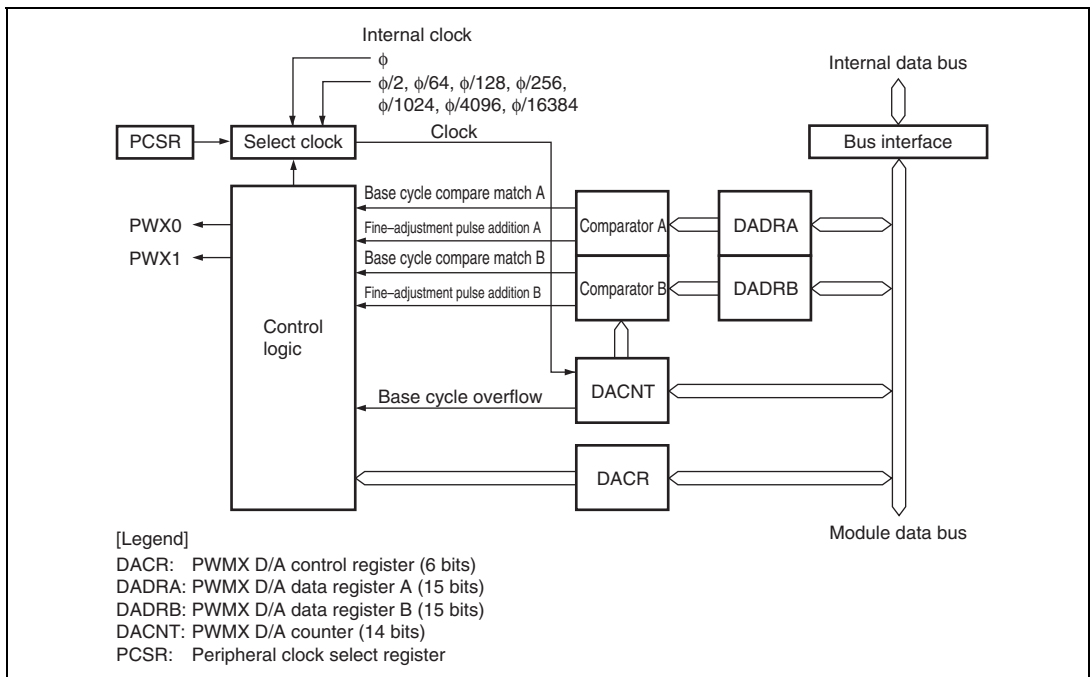 Internal clock
ϕ
Internal data bus
ϕ/2, ϕ/64, ϕ/128, ϕ/256,
ϕ/1024, ϕ/4096, ϕ/16384
PCSR
Select clock
Clock
Bus interface
Base cycle compare match A
PWX0
Fine–adjustment pulse addition A
Comparator A
DADRA
PWX1
Base cycle compare match B
Fine–adjustment pulse addition B
Comparator B
DADRB
Control
logic
DACNT
Base cycle overflow
DACR
Module data bus
[Legend]
DACR: PWMX D/A control register (6 bits)
DADRA: PWMX D/A data register A (15 bits)
DADRB: PWMX D/A data register B (15 bits)
DACNT: PWMX D/A counter (14 bits)
PCSR: Peripheral clock select register